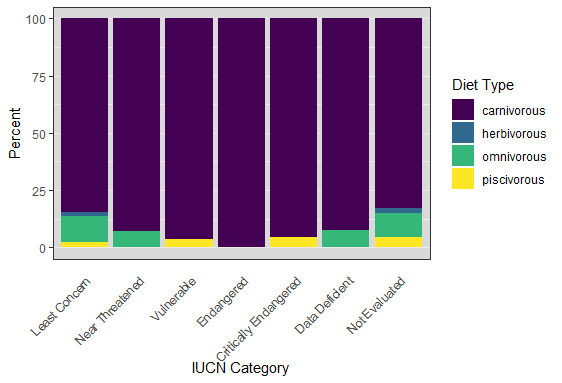 100
75
50
25
0
Percent
Least Concern
Near Threatened
Vulnerable
Endangered
Critically Endangered
Data Deficient
Not Evaluated
IUCN Category
Diet Type
carnivorous
herbivorous
omnivorous
piscivorous